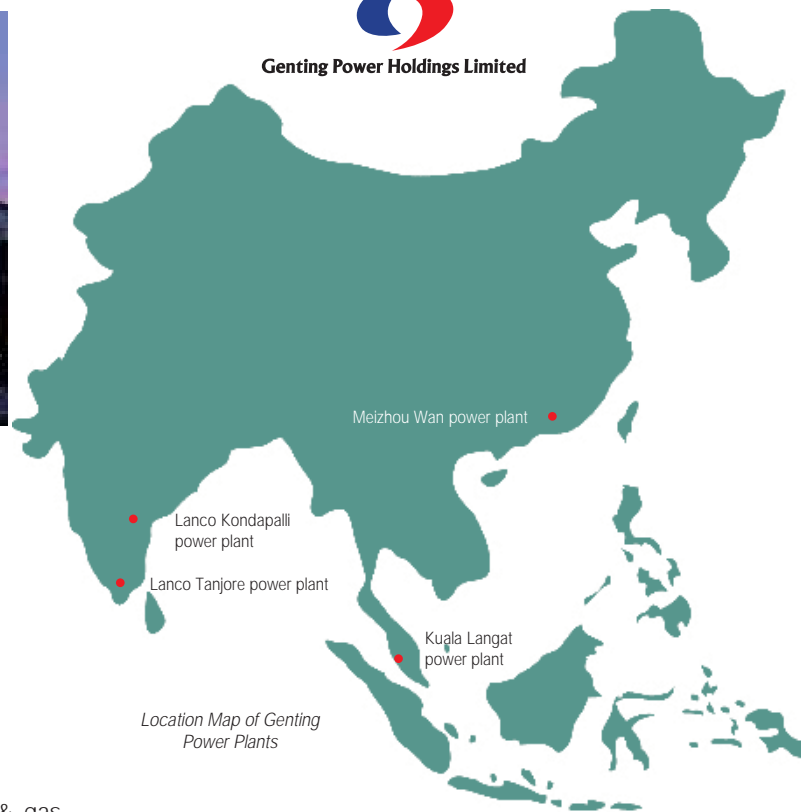 Genting Power Holdings Limited
Meizhou Wan power plant
Lanco Kondapalli
power plant
Lanco Tanjore power plant
Kuala Langat
power plant
Location Map of Genting
Power Plants
& gas